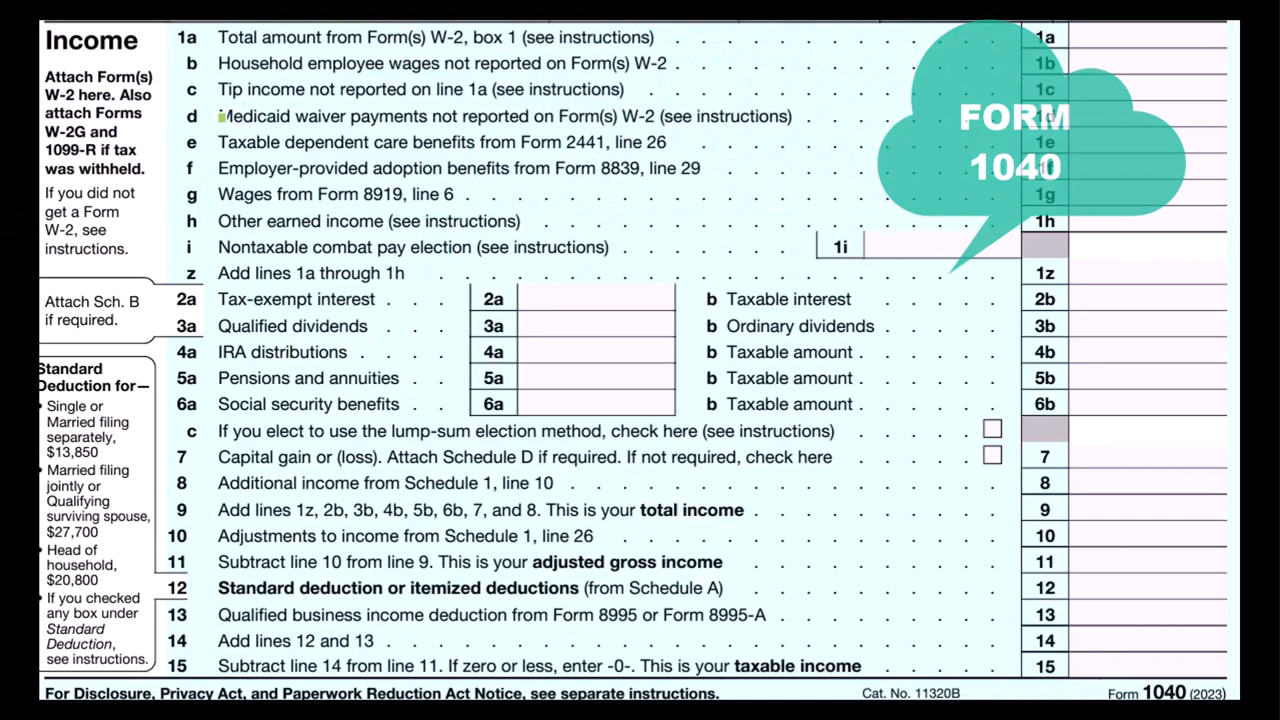 Income
Attach Form(s)
W-2 here. Also
attach Forms
W-2G and
1099-R if tax
was withheld.
If you did not
get a Form
W-2, see
instructions.
1a Total amount from Form(s) W-2, box 1 (see instructions) . . . . . . . . . . . 1a
b Household employee wages not reported on Form(s) W-2 . . . . . . . . . . . 1b
c Tip income not reported on line 1a (see instructions) . . . . . . . . . . . . 1c
d Medicaid waiver payments not reported on Form(s) W-2 (see instructions) . . . . . . 1d
e Taxable dependent care benefits from Form 2441, line 26 . . . . . . . . . . 1e
f Employer-provided adoption benefits from Form 8839, line 29 . . . . . . . . . 1f
g Wages from Form 8919, line 6 . . . . . . . . . . . . . . . . . 1g
h Other earned income (see instructions) . . . . . . . . . . . . . . . 1h
i Nontaxable combat pay election (see instructions) . . . . . . . 1i
z Add lines 1a through 1h . . . . . . . . . . . . . . . . . . 1z
FORM
1040
Attach Sch. B
if required.
2a Tax-exempt interest . . . 2a b Taxable interest . . . . . 2b
3a Qualified dividends . . . 3a b Ordinary dividends . . . . . 3b
4a IRA distributions . . . . 4a b Taxable amount . . . . . . 4b
5a Pensions and annuities . . 5a b Taxable amount . . . . . . 5b
6a Social security benefits . . 6a b Taxable amount . . . . . . 6b
c If you elect to use the lump-sum election method, check here (see instructions) . . . . .
7 Capital gain or (loss). Attach Schedule D if required. If not required, check here . . . . . 7
8 Additional income from Schedule 1, line 10 . . . . . . . . . . . . . . . . 8
9 Add lines 1z, 2b, 3b, 4b, 5b, 6b, 7, and 8. This is your total income . . . . . . . . . 9
10 Adjustments to income from Schedule 1, line 26 . . . . . . . . . . . . . . 10
11 Subtract line 10 from line 9. This is your adjusted gross income . . . . . . . . . 11
12 Standard deduction or itemized deductions (from Schedule A) . . . . . . . . . 12
13 Qualified business income deduction from Form 8995 or Form 8995-A . . . . . . . . 13
14 Add lines 12 and 13 . . . . . . . . . . . . . . . . . . . . . 14
15 Subtract line 14 from line 11. If zero or less, enter -0-. This is your taxable income . . . . . 15
Standard
Deduction for—
• Single or
Married filing
separately,
$13,850
• Married filing
jointly or
Qualifying
surviving spouse,
$27,700
• Head of
household,
$20,800
• If you checked
any box under
Standard
Deduction,
see instructions.
For Disclosure, Privacy Act, and Paperwork Reduction Act Notice, see separate instructions. Cat. No. 11320B Form 1040 (2023)